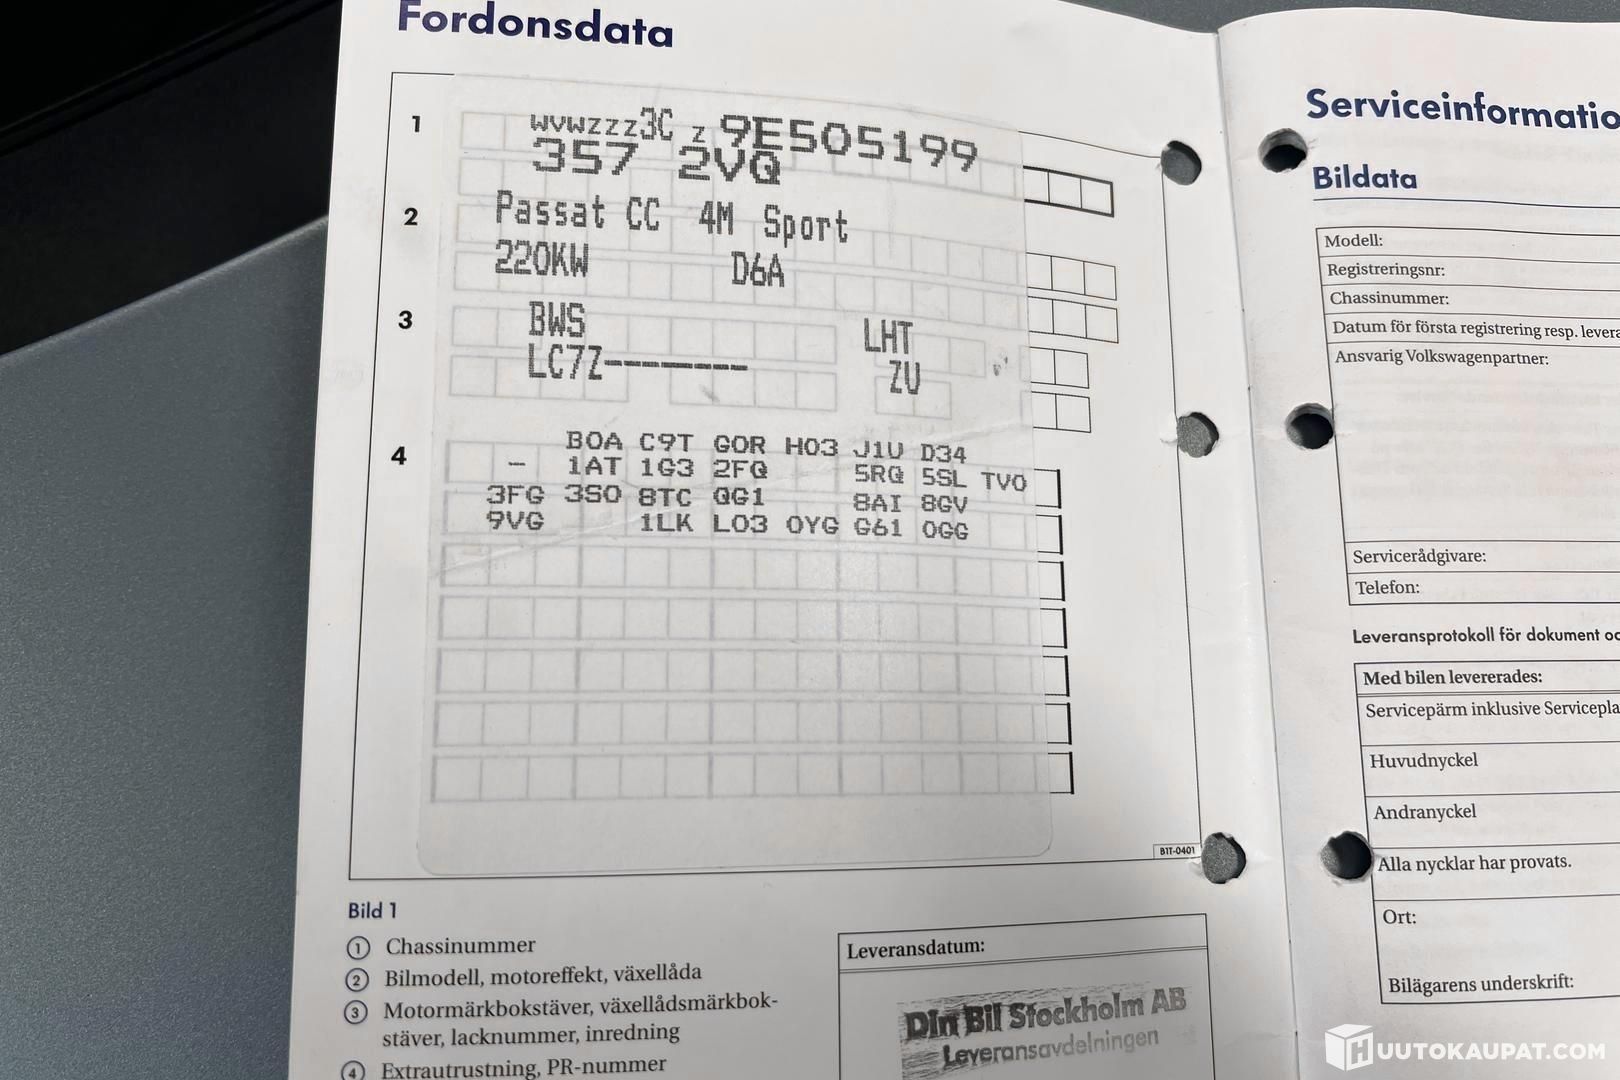 Fordonsdata
1
WVWZZZ3C Z 9E505199
357 2VQ
2
Passat CC 4M Sport
220KW D6A
3
BWS LHT
LC7Z------- ZU
4
B0A C9T G0R H03 J1U D34
- 1AT 1G3 2FQ 5RQ 5SL TV0
3FG 3S0 8TC QG1 8AI 8GV
9VG 1LK L03 0YG G61 0GG
B1T-0401
Bild 1
1 Chassinummer
2 Bilmodell, motoreffekt, växellåda
3 Motormärkbokstäver, växellådsmärkbok-
stäver, lacknummer, inredning
4 Extrautrustning, PR-nummer
Leveransdatum:
Din Bil Stockholm AB
Leveransavdelningen
Serviceinformatio
Bildata
Modell:
Registreringsnr:
Chassinummer:
Datum för första registrering resp. levera
Ansvarig Volkswagenpartner:
Servicerådgivare:
Telefon:
Leveransprotokoll för dokument oc
Med bilen levererades:
Servicepärm inklusive Servicepla
Huvudnyckel
Andranyckel
Alla nycklar har provats.
Ort:
Bilägarens underskrift:
HUUTOKAUPAT.COM